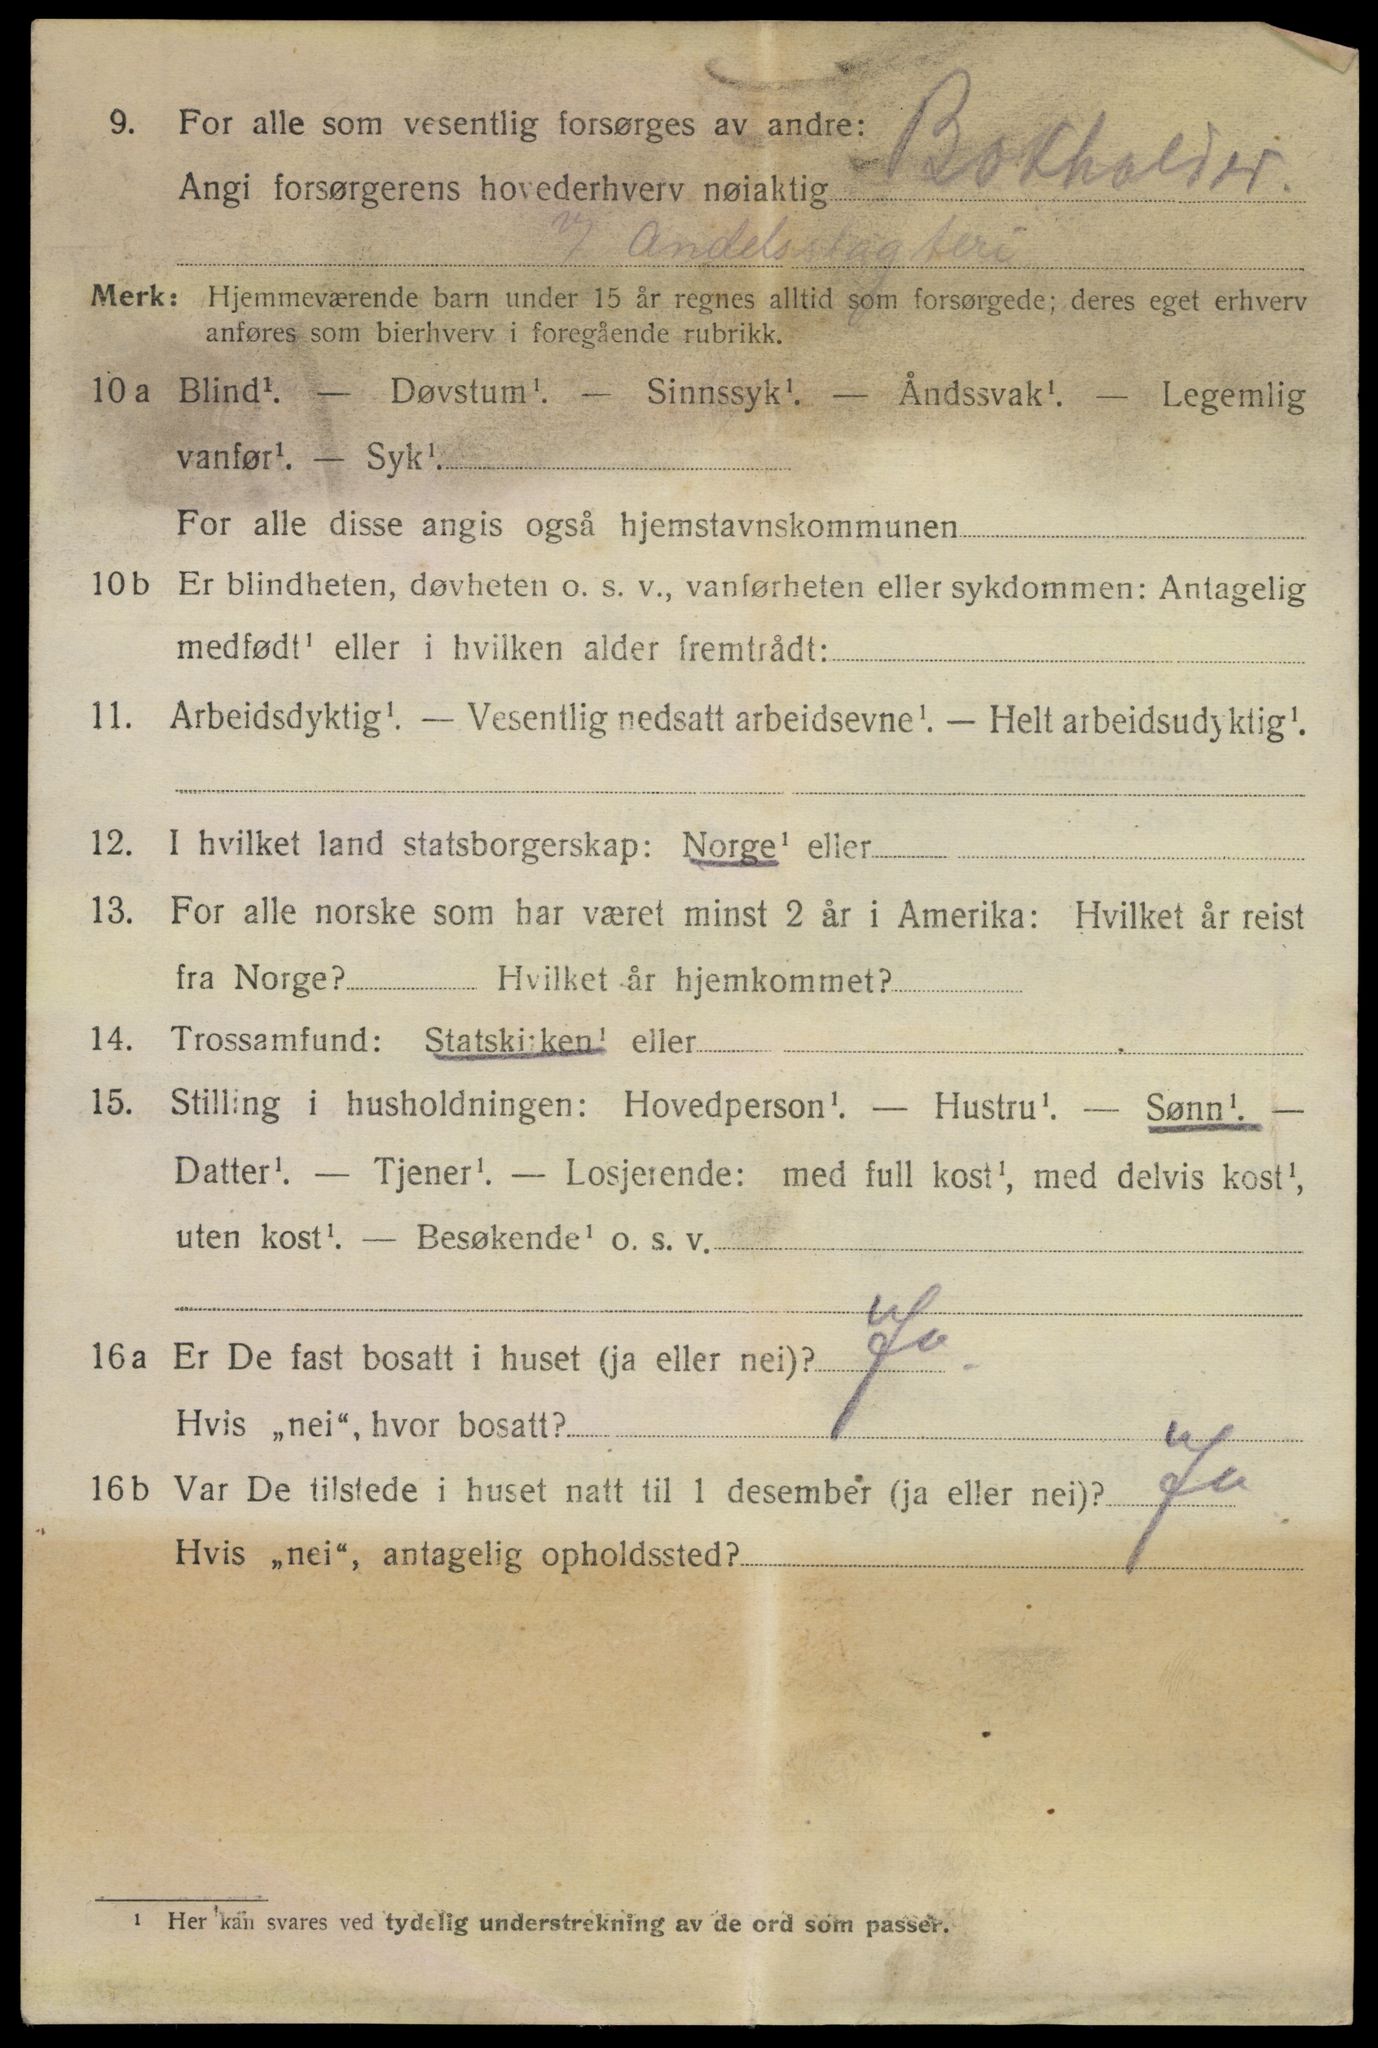 9. For alle som vesentlig forsørges av andre:
Angi forsørgerens hovederhverv nøiaktig Bokholder.
v/ Andelsslagteri
Merk: Hjemmeværende barn under 15 år regnes alltid som forsørgede; deres eget erhverv
anføres som bierhverv i foregående rubrikk.
10 a Blind¹. — Døvstum¹. — Sinnssyk¹. — Åndssvak¹. — Legemlig
vanfør¹. — Syk¹.
For alle disse angis også hjemstavnskommunen
10 b Er blindheten, døvheten o. s. v., vanførheten eller sykdommen: Antagelig
medfødt¹ eller i hvilken alder fremtrådt:
11. Arbeidsdyktig¹. — Vesentlig nedsatt arbeidsevne¹. — Helt arbeidsudyktig¹.
12. I hvilket land statsborgerskap: Norge¹ eller
13. For alle norske som har været minst 2 år i Amerika: Hvilket år reist
fra Norge? Hvilket år hjemkommet?
14. Trossamfund: Statskirken¹ eller
15. Stilling i husholdningen: Hovedperson¹. — Hustru¹. — Sønn¹. —
Datter¹. — Tjener¹. — Losjerende: med full kost¹, med delvis kost¹,
uten kost¹. — Besøkende¹ o. s. v.
16 a Er De fast bosatt i huset (ja eller nei)? Ja.
Hvis „nei“, hvor bosatt?
16 b Var De tilstede i huset natt til 1 desember (ja eller nei)? Ja
Hvis „nei“, antagelig opholdssted?
¹ Her kan svares ved tydelig understrekning av de ord som passer.